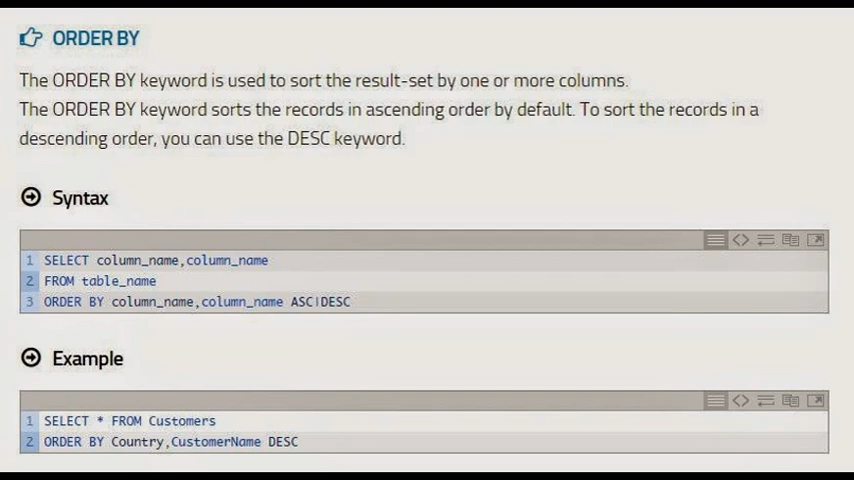 ORDER BY
The ORDER BY keyword is used to sort the result-set by one or more columns.
The ORDER BY keyword sorts the records in ascending order by default. To sort the records in a
descending order, you can use the DESC keyword.
Syntax
1 SELECT column_name,column_name
2 FROM table_name
3 ORDER BY column_name,column_name ASC|DESC
Example
1 SELECT * FROM Customers
2 ORDER BY Country,CustomerName DESC